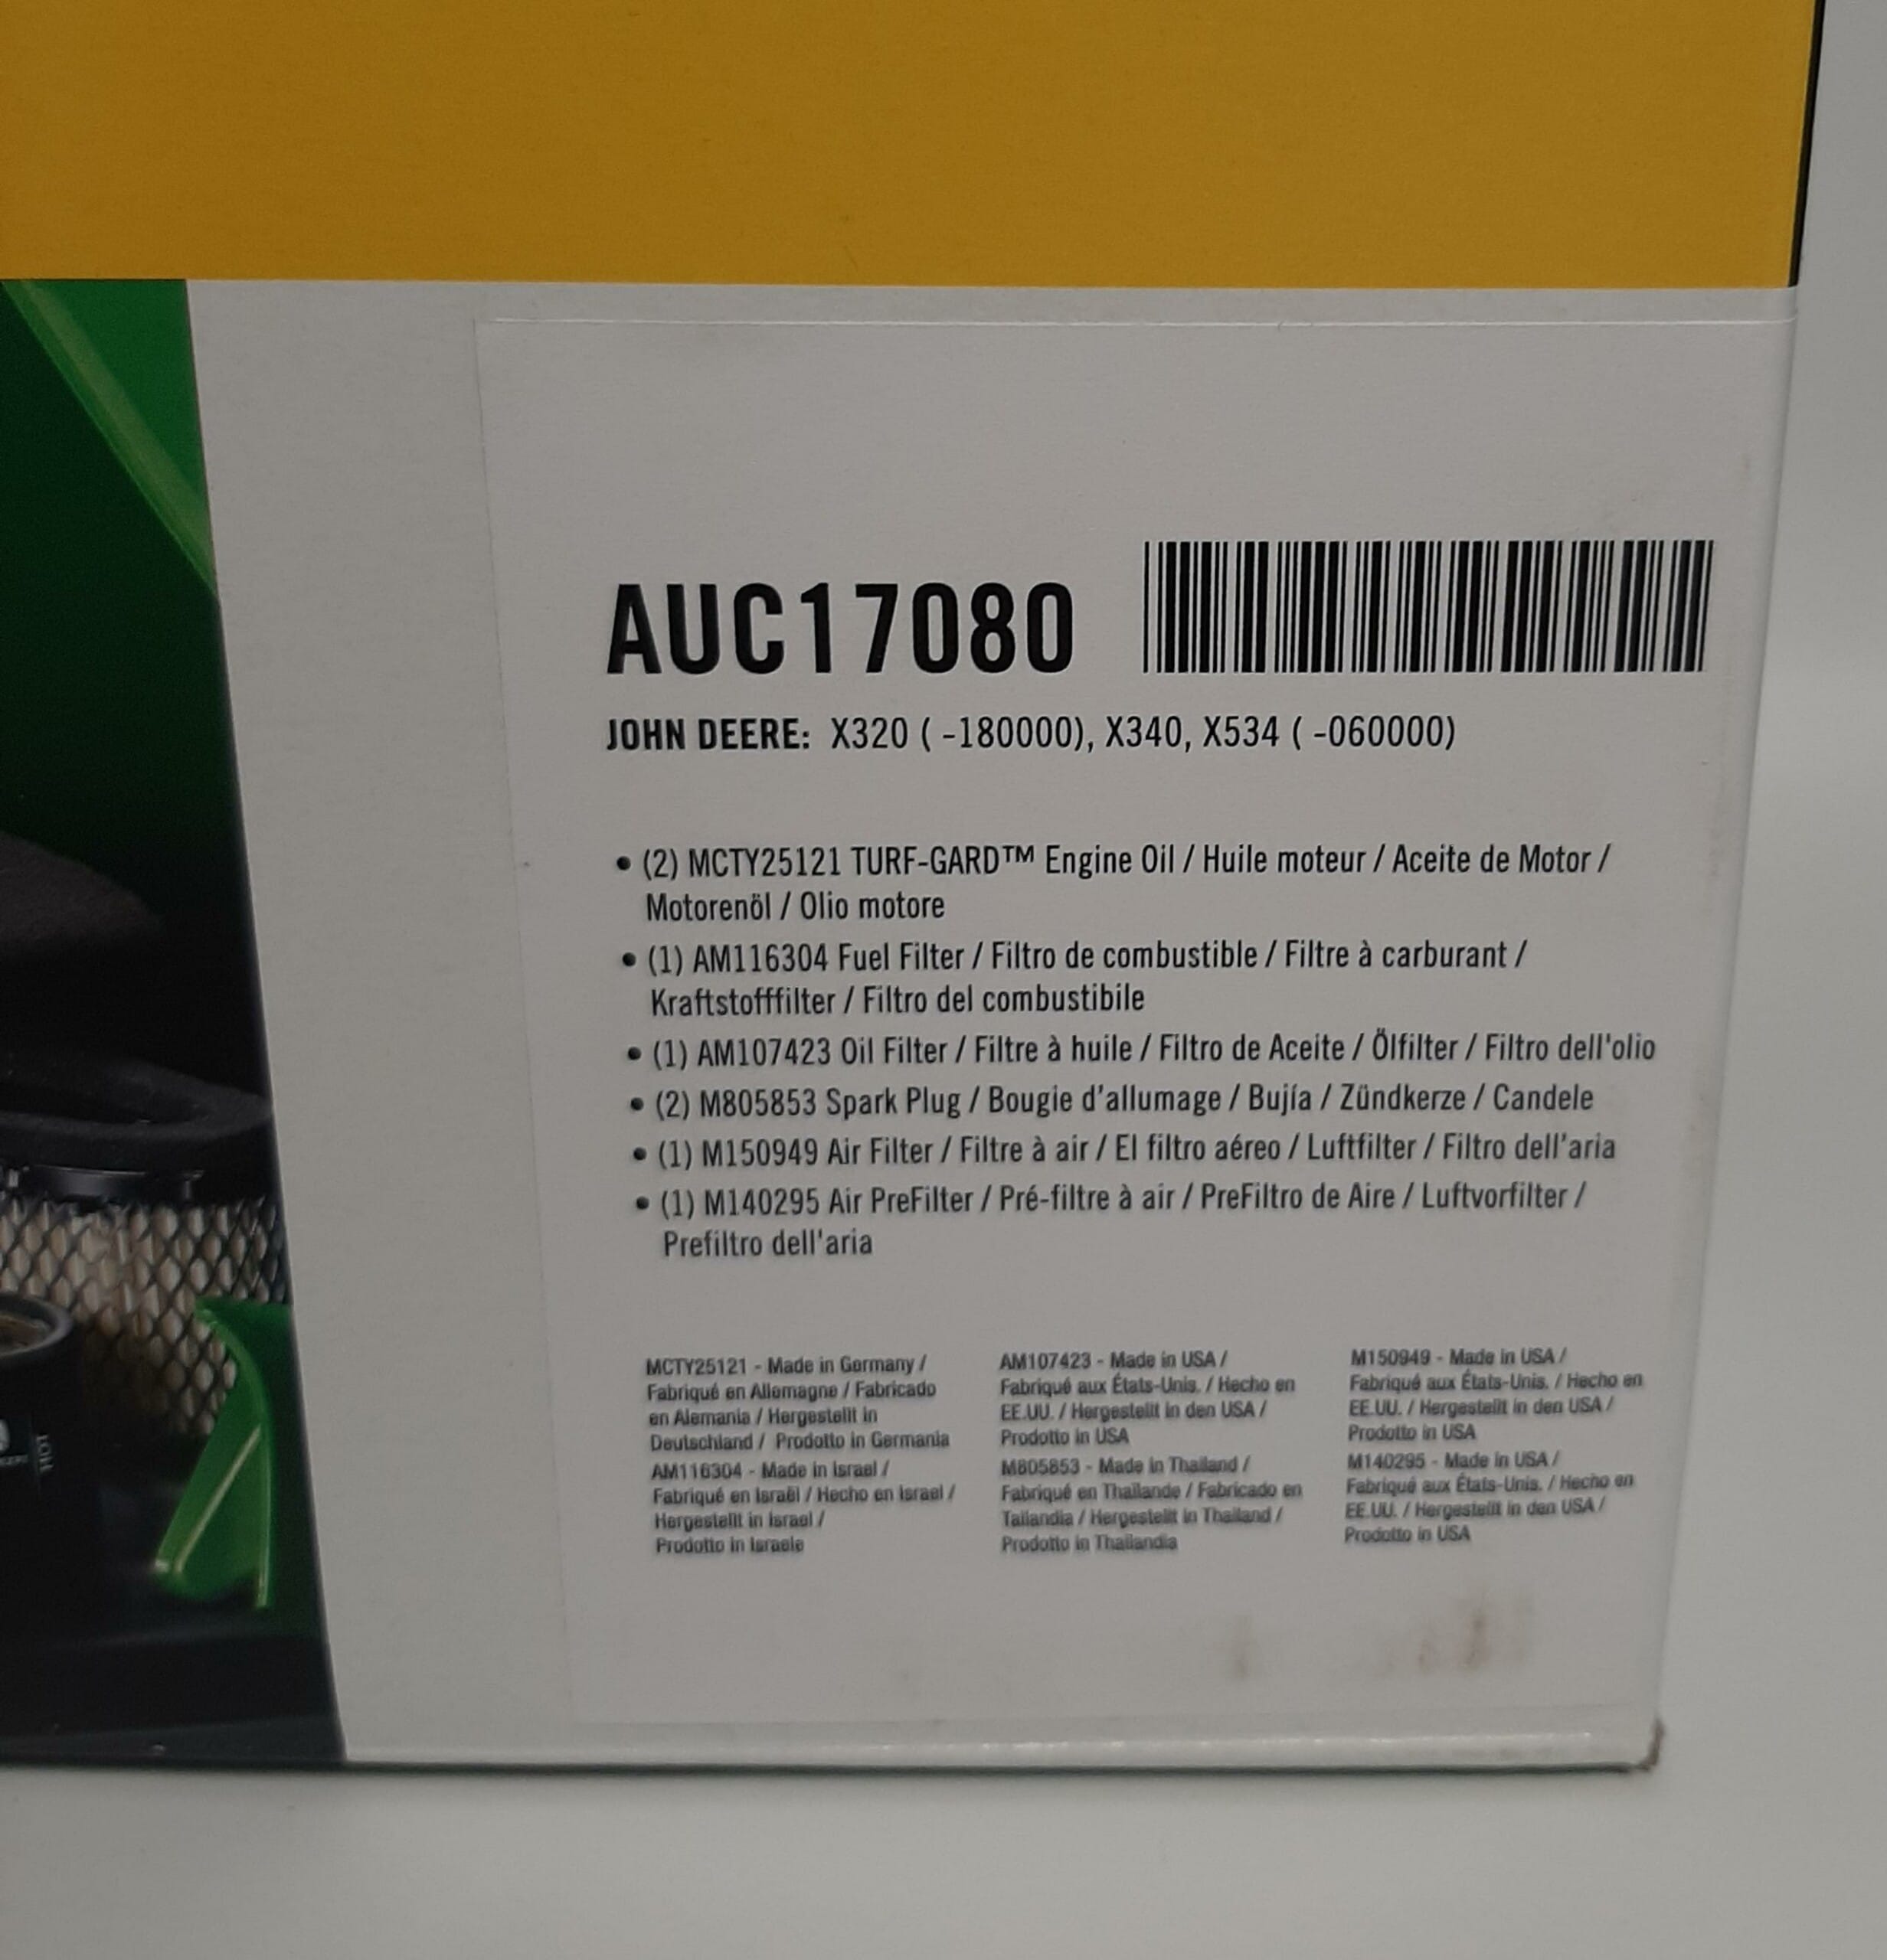 AUC17080
JOHN DEERE: X320 ( -180000), X340, X534 ( -060000)
• (2) MCTY25121 TURF-GARD™ Engine Oil / Huile moteur / Aceite de Motor /
Motorenöl / Olio motore
• (1) AM116304 Fuel Filter / Filtro de combustible / Filtre à carburant /
Kraftstofffilter / Filtro del combustibile
• (1) AM107423 Oil Filter / Filtre à huile / Filtro de Aceite / Ölfilter / Filtro dell'olio
• (2) M805853 Spark Plug / Bougie d'allumage / Bujía / Zündkerze / Candele
• (1) M150949 Air Filter / Filtre à air / El filtro aéreo / Luftfilter / Filtro dell'aria
• (1) M140295 Air PreFilter / Pré-filtre à air / PreFiltro de Aire / Luftvorfilter /
Prefiltro dell'aria
MCTY25121 - Made in Germany /
Fabriqué en Allemagne / Fabricado
en Alemania / Hergestellt in
Deutschland / Prodotto in Germania
AM116304 - Made in Israel /
Fabriqué en Israël / Hecho en Israel /
Hergestellt in Israel /
Prodotto in Israele
AM107423 - Made in USA /
Fabriqué aux États-Unis. / Hecho en
EE.UU. / Hergestellt in den USA /
Prodotto in USA
M805853 - Made in Thailand /
Fabriqué en Thaïlande / Fabricado en
Tailandia / Hergestellt in Thailand /
Prodotto in Thailandia
M150949 - Made in USA /
Fabriqué aux États-Unis. / Hecho en
EE.UU. / Hergestellt in den USA /
Prodotto in USA
M140295 - Made in USA /
Fabriqué aux États-Unis. / Hecho en
EE.UU. / Hergestellt in den USA /
Prodotto in USA